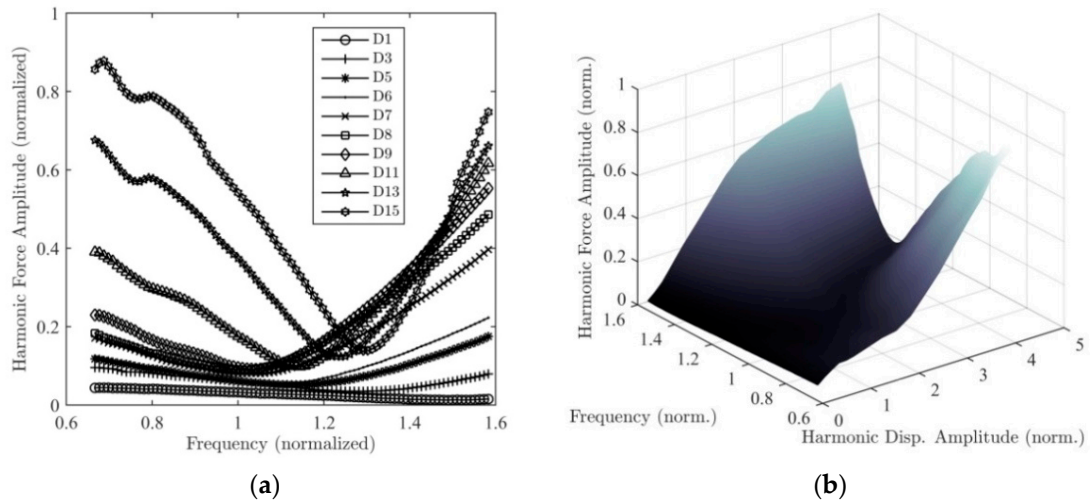 Harmonic Force Amplitude (normalized)
1
0.8
0.6
0.4
0.2
0
0.6
0.8
1
1.2
1.4
1.6
Frequency (normalized)
D1
D3
D5
D6
D7
D8
D9
D11
D13
D15
(a)
Harmonic Force Amplitude (norm.)
1
0.8
0.6
0.4
0.2
0
1.6
1.4
1.2
1
0.8
0.6
Frequency (norm.)
0
1
2
3
4
5
Harmonic Disp. Amplitude (norm.)
(b)